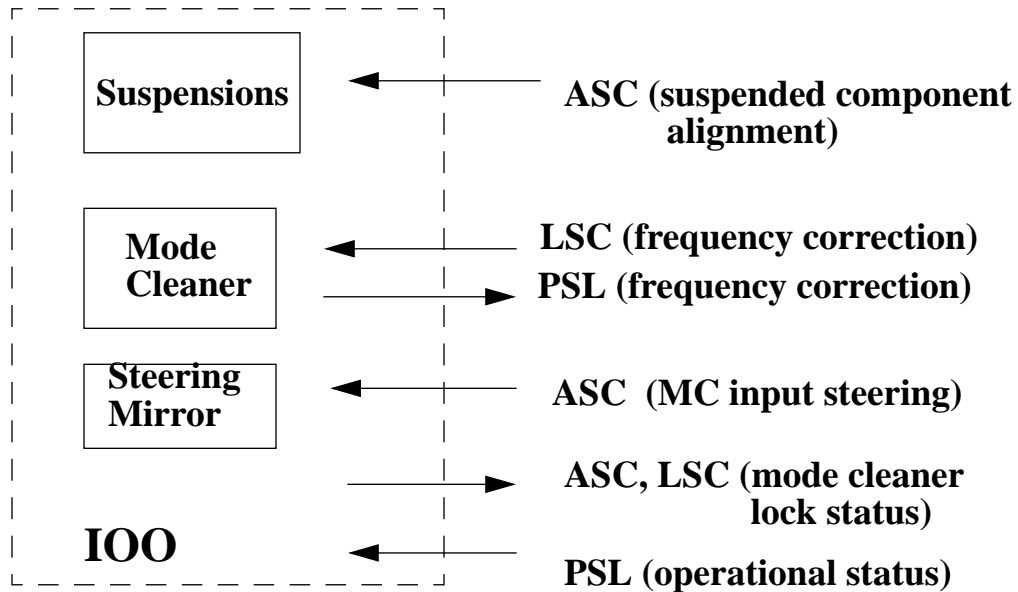 Suspensions
ASC (suspended component
alignment)
Mode
Cleaner
LSC (frequency correction)
PSL (frequency correction)
Steering
Mirror
ASC (MC input steering)
ASC, LSC (mode cleaner
lock status)
IOO
PSL (operational status)